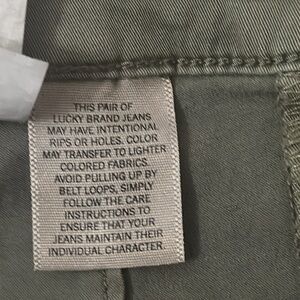 THIS PAIR OF
LUCKY BRAND JEANS
MAY HAVE INTENTIONAL
RIPS OR HOLES. COLOR
MAY TRANSFER TO LIGHTER
COLORED FABRICS.
AVOID PULLING UP BY
BELT LOOPS, SIMPLY
FOLLOW THE CARE
INSTRUCTIONS TO
ENSURE THAT YOUR
JEANS MAINTAIN THEIR
INDIVIDUAL CHARACTER.